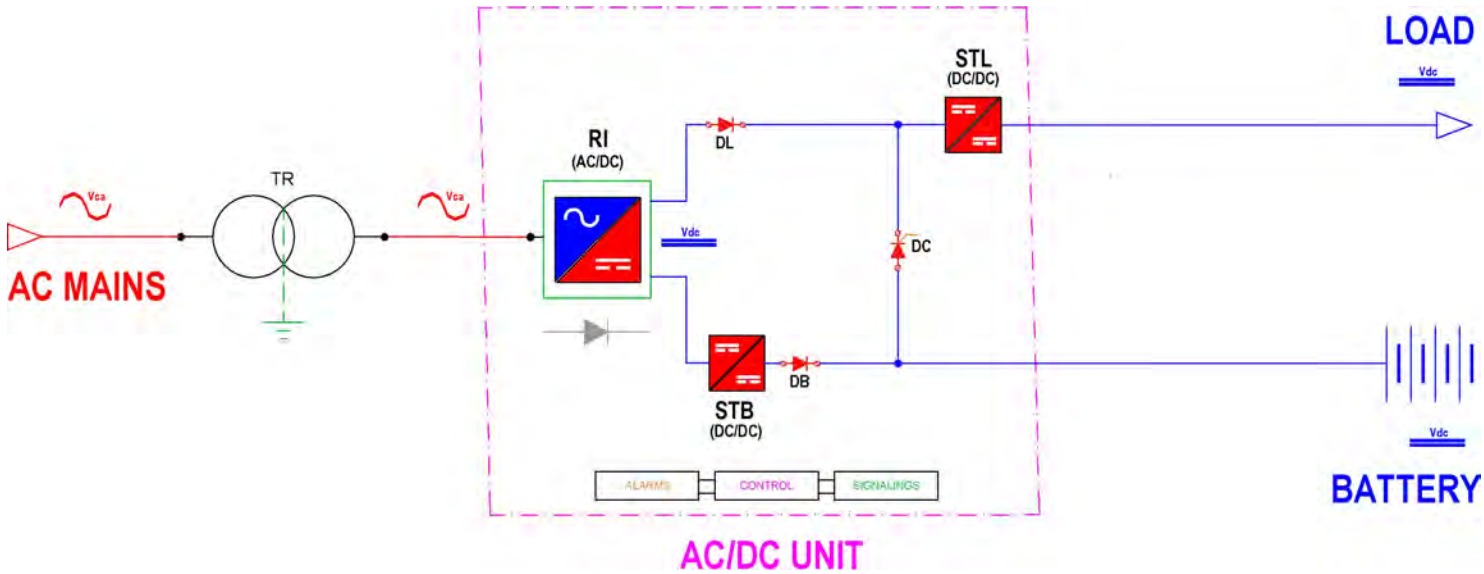 LOAD
Vdc
STL
(DC/DC)
DL
RI
(AC/DC)
TR
Vca
Vca
Vdc
DC
AC MAINS
DB
STB
(DC/DC)
Vdc
ALARMS
CONTROL
SIGNALINGS
BATTERY
AC/DC UNIT